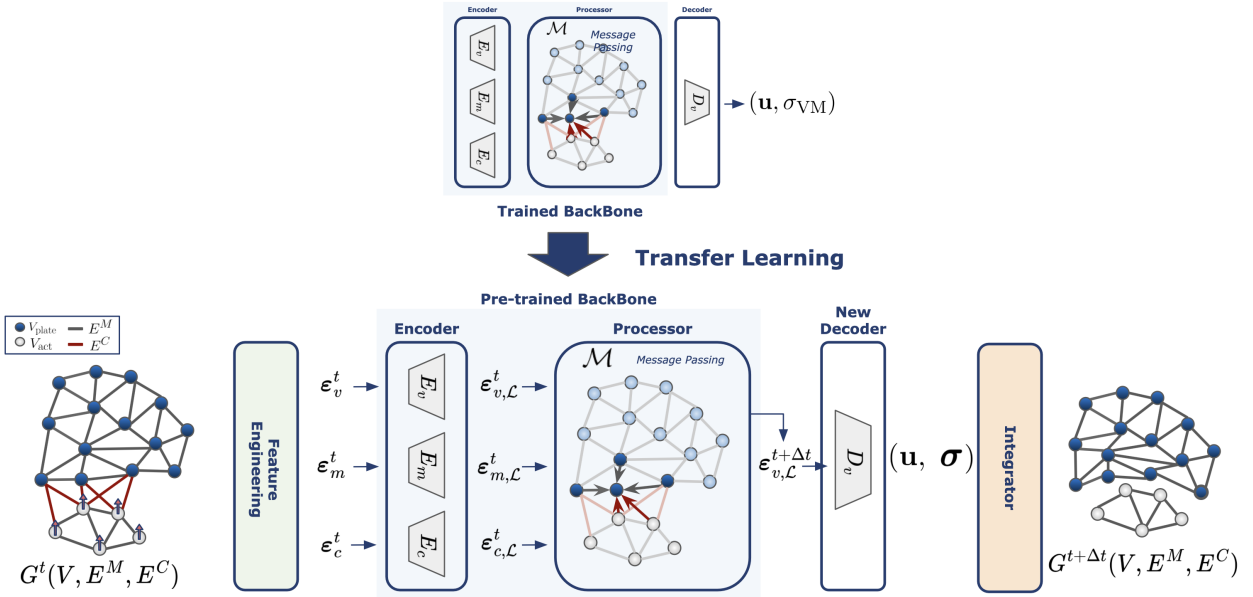 Encoder
Processor
Decoder
E_v
E_m
E_c
ℳ
Message
Passing
D_v
(u, σ_VM)
Trained BackBone
Transfer Learning
Pre-trained BackBone
V_plate
E^M
V_act
E^C
G^t(V, E^M, E^C)
Feature
Engineering
ε_v^t
ε_m^t
ε_c^t
Encoder
E_v
E_m
E_c
ε_{v,ℒ}^t
ε_{m,ℒ}^t
ε_{c,ℒ}^t
Processor
ℳ
Message Passing
ε_{v,ℒ}^{t+Δt}
New
Decoder
D_v
(u, σ)
Integrator
G^{t+Δt}(V, E^M, E^C)